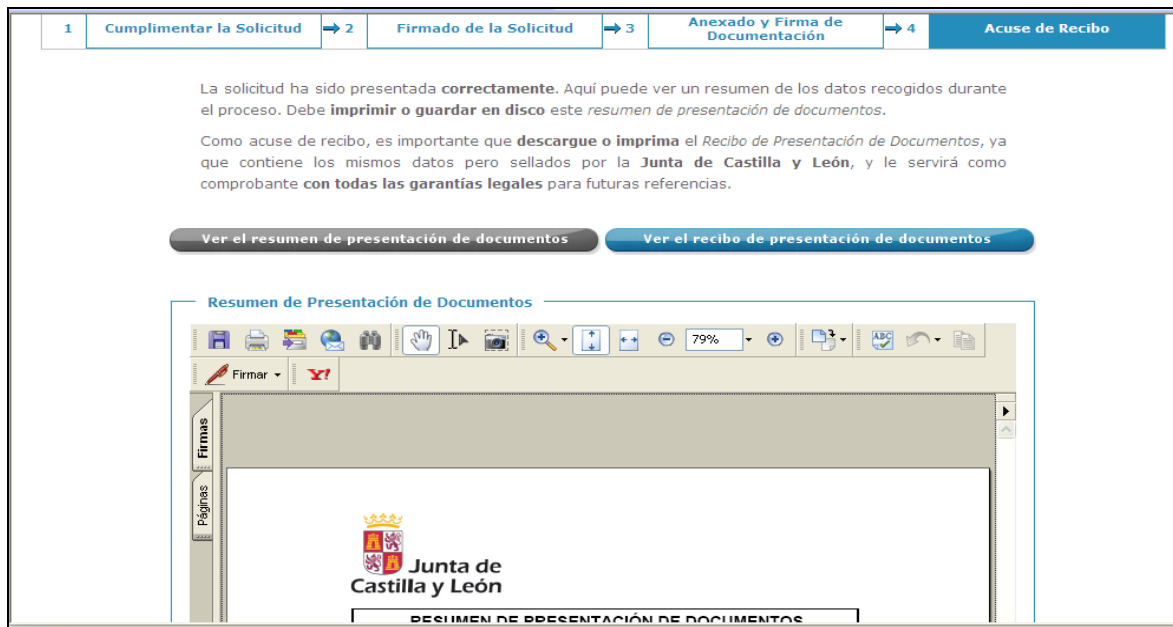 1 Cumplimentar la Solicitud 2 Firmado de la Solicitud 3 Anexado y Firma de Documentación 4 Acuse de Recibo
La solicitud ha sido presentada correctamente. Aquí puede ver un resumen de los datos recogidos durante
el proceso. Debe imprimir o guardar en disco este resumen de presentación de documentos.
Como acuse de recibo, es importante que descargue o imprima el Recibo de Presentación de Documentos, ya
que contiene los mismos datos pero sellados por la Junta de Castilla y León, y le servirá como
comprobante con todas las garantías legales para futuras referencias.
Ver el resumen de presentación de documentos Ver el recibo de presentación de documentos
Resumen de Presentación de Documentos
79% ABC
Firmar Y!
Firmas
Páginas
Junta de
Castilla y León
RESUMEN DE PRESENTACIÓN DE DOCUMENTOS